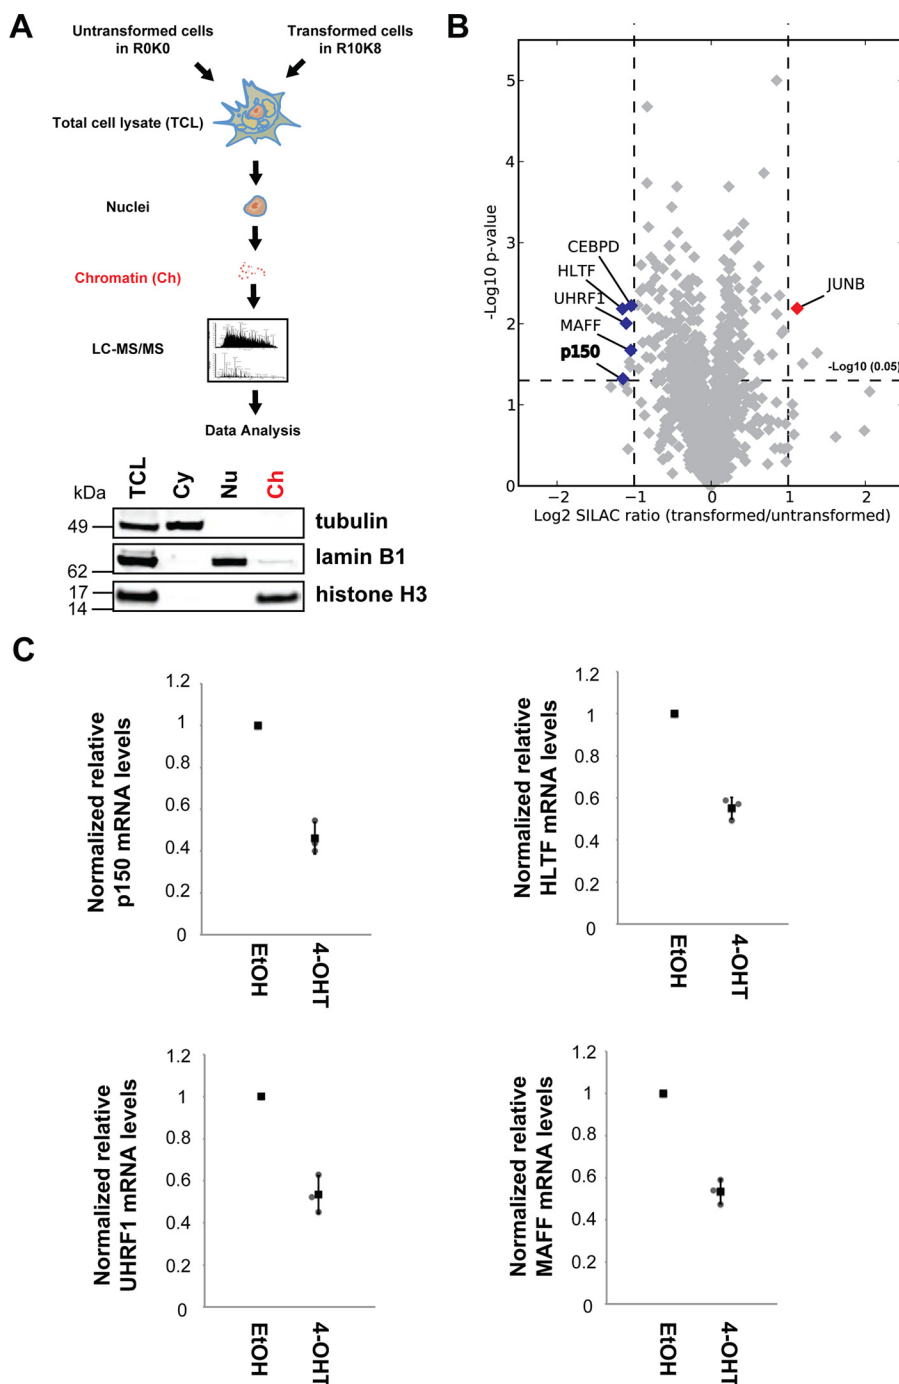 A
Untransformed cells
in R0K0
Transformed cells
in R10K8
Total cell lysate (TCL)
Nuclei
Chromatin (Ch)
LC-MS/MS
Data Analysis
kDa
TCL
Cy
Nu
Ch
49
tubulin
62
lamin B1
17
14
histone H3
B
-Log10 p-value
5
4
3
2
1
0
CEBPD
HLTF
UHRF1
MAFF
p150
JUNB
-Log10 (0.05)
−2
−1
0
1
2
Log2 SILAC ratio (transformed/untransformed)
C
Normalized relative
p150 mRNA levels
1.2
1
0.8
0.6
0.4
0.2
0
EtOH
4-OHT
Normalized relative
HLTF mRNA levels
1.2
1
0.8
0.6
0.4
0.2
0
EtOH
4-OHT
Normalized relative
UHRF1 mRNA levels
1.2
1
0.8
0.6
0.4
0.2
0
EtOH
4-OHT
Normalized relative
MAFF mRNA levels
1.2
1
0.8
0.6
0.4
0.2
0
EtOH
4-OHT